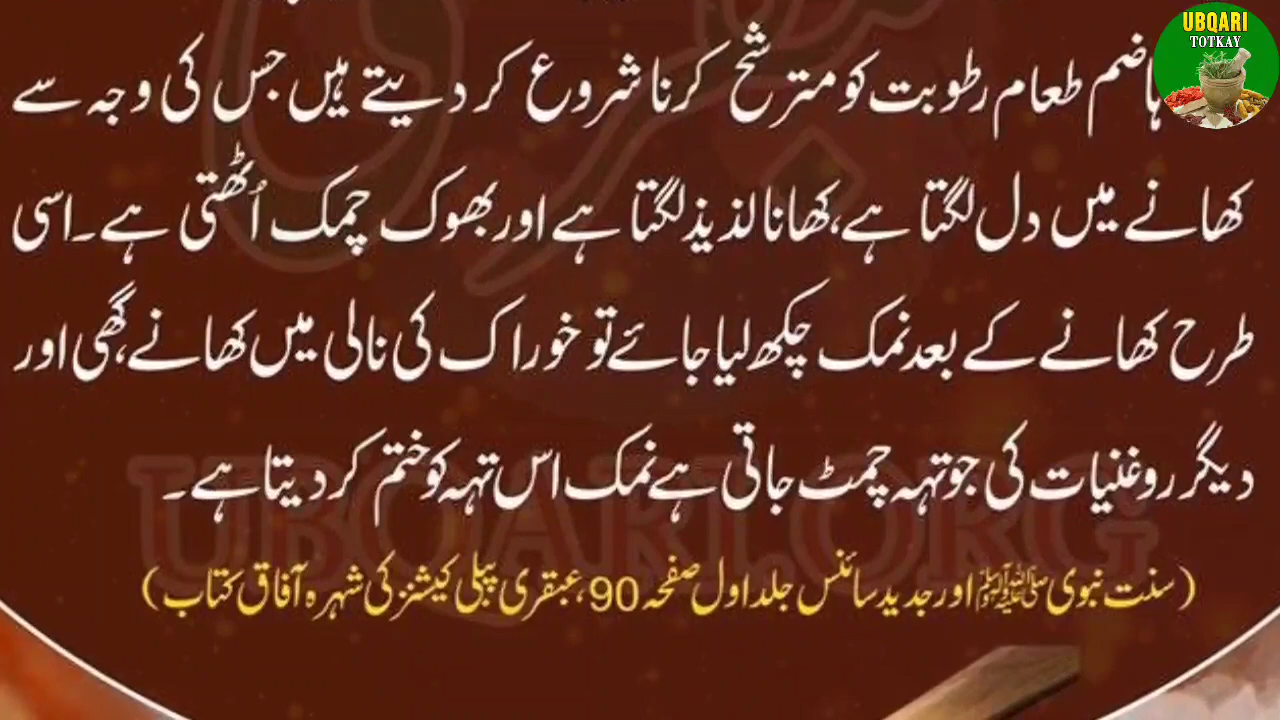 UBQARI
TOTKAY
ہاضم طعام رطوبت کو مترشح کرنا شروع کر دیتے ہیں جس کی وجہ سے
کھانے میں دل لگتا ہے، کھانا لذیذ لگتا ہے اور بھوک چمک اُٹھتی ہے۔ اسی
طرح کھانے کے بعد نمک چکھ لیا جائے تو خوراک کی نالی میں کھانے، گھی اور
دیگر روغنیات کی جو تہہ چمٹ جاتی ہے نمک اس تہہ کو ختم کر دیتا ہے۔
UBQARI.ORG
(سنت نبوی ﷺ اور جدید سائنس جلد اول صفحہ 90، عبقری پبلی کیشنز کی شہرہ آفاق کتاب)